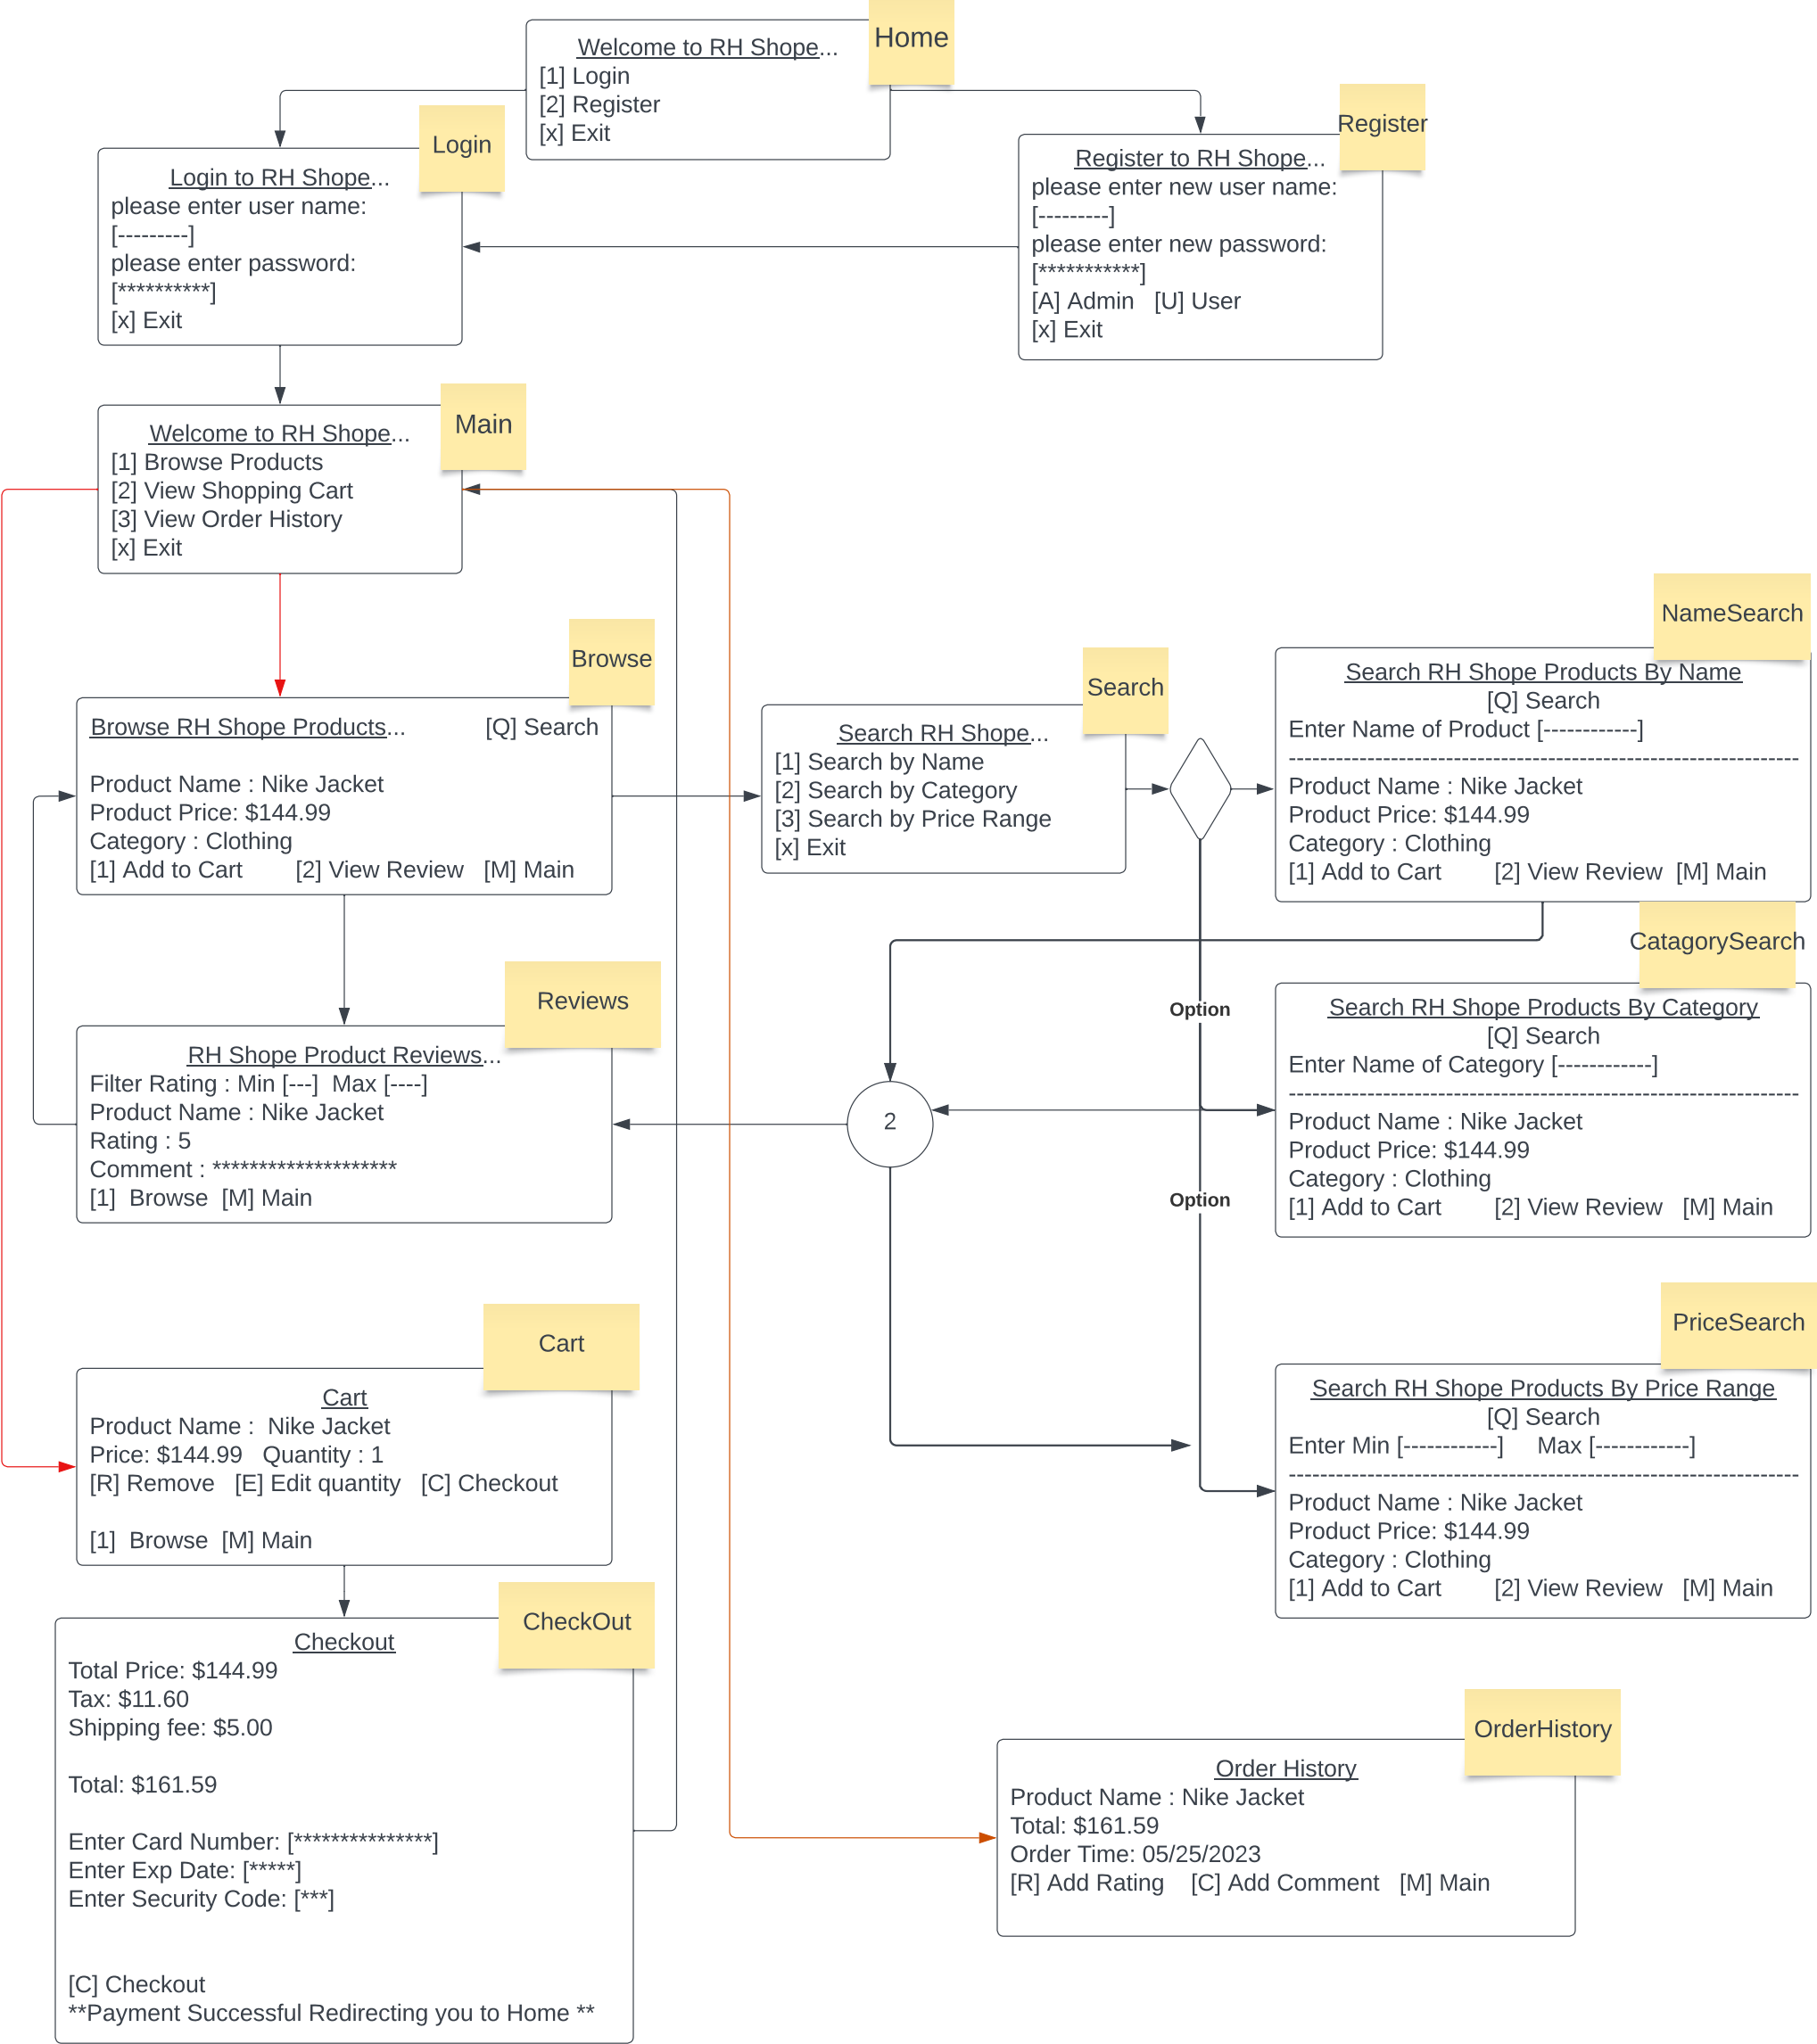 Home
Welcome to RH Shope...
[1] Login
[2] Register
[x] Exit
Login
Login to RH Shope...
please enter user name:
[---------]
please enter password:
[**********]
[x] Exit
Register
Register to RH Shope...
please enter new user name:
[---------]
please enter new password:
[***********]
[A] Admin   [U] User
[x] Exit
Main
Welcome to RH Shope...
[1] Browse Products
[2] View Shopping Cart
[3] View Order History
[x] Exit
Browse
Browse RH Shope Products...            [Q] Search
Product Name : Nike Jacket
Product Price: $144.99
Category : Clothing
[1] Add to Cart        [2] View Review   [M] Main
Search
Search RH Shope...
[1] Search by Name
[2] Search by Category
[3] Search by Price Range
[x] Exit
NameSearch
Search RH Shope Products By Name
[Q] Search
Enter Name of Product [------------]
-----------------------------------------------------------------
Product Name : Nike Jacket
Product Price: $144.99
Category : Clothing
[1] Add to Cart        [2] View Review  [M] Main
Reviews
RH Shope Product Reviews...
Filter Rating : Min [---]  Max [----]
Product Name : Nike Jacket
Rating : 5
Comment : ********************
[1]  Browse  [M] Main
2
Option
Option
CatagorySearch
Search RH Shope Products By Category
[Q] Search
Enter Name of Category [------------]
-----------------------------------------------------------------
Product Name : Nike Jacket
Product Price: $144.99
Category : Clothing
[1] Add to Cart        [2] View Review   [M] Main
Cart
Cart
Product Name :  Nike Jacket
Price: $144.99   Quantity : 1
[R] Remove   [E] Edit quantity   [C] Checkout
[1]  Browse  [M] Main
PriceSearch
Search RH Shope Products By Price Range
[Q] Search
Enter Min [------------]     Max [------------]
-----------------------------------------------------------------
Product Name : Nike Jacket
Product Price: $144.99
Category : Clothing
[1] Add to Cart        [2] View Review   [M] Main
CheckOut
Checkout
Total Price: $144.99
Tax: $11.60
Shipping fee: $5.00
Total: $161.59
Enter Card Number: [***************]
Enter Exp Date: [*****]
Enter Security Code: [***]
[C] Checkout
**Payment Successful Redirecting you to Home **
OrderHistory
Order History
Product Name : Nike Jacket
Total: $161.59
Order Time: 05/25/2023
[R] Add Rating    [C] Add Comment   [M] Main